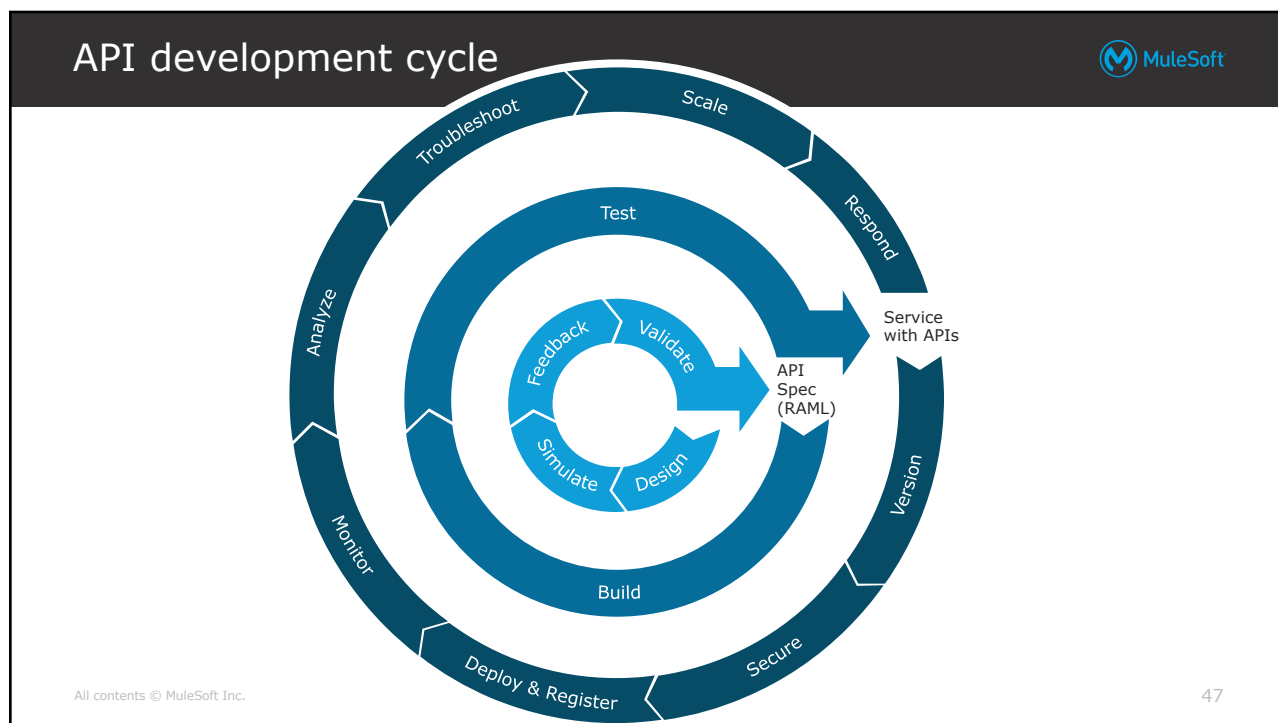 API development cycle
MuleSoft
Scale
Troubleshoot
Respond
Test
Service
with APIs
Analyze
Feedback
Validate
API
Spec
(RAML)
Simulate
Design
Version
Monitor
Build
Secure
Deploy & Register
All contents © MuleSoft Inc.
47